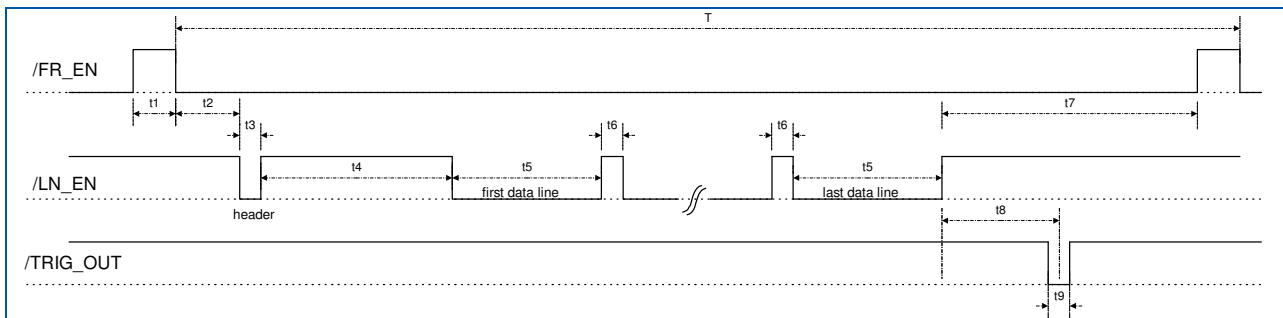 T
/FR_EN
t1
t2
t7
t3
t6
t6
t4
t5
t5
/LN_EN
first data line
last data line
header
t8
/TRIG_OUT
t9